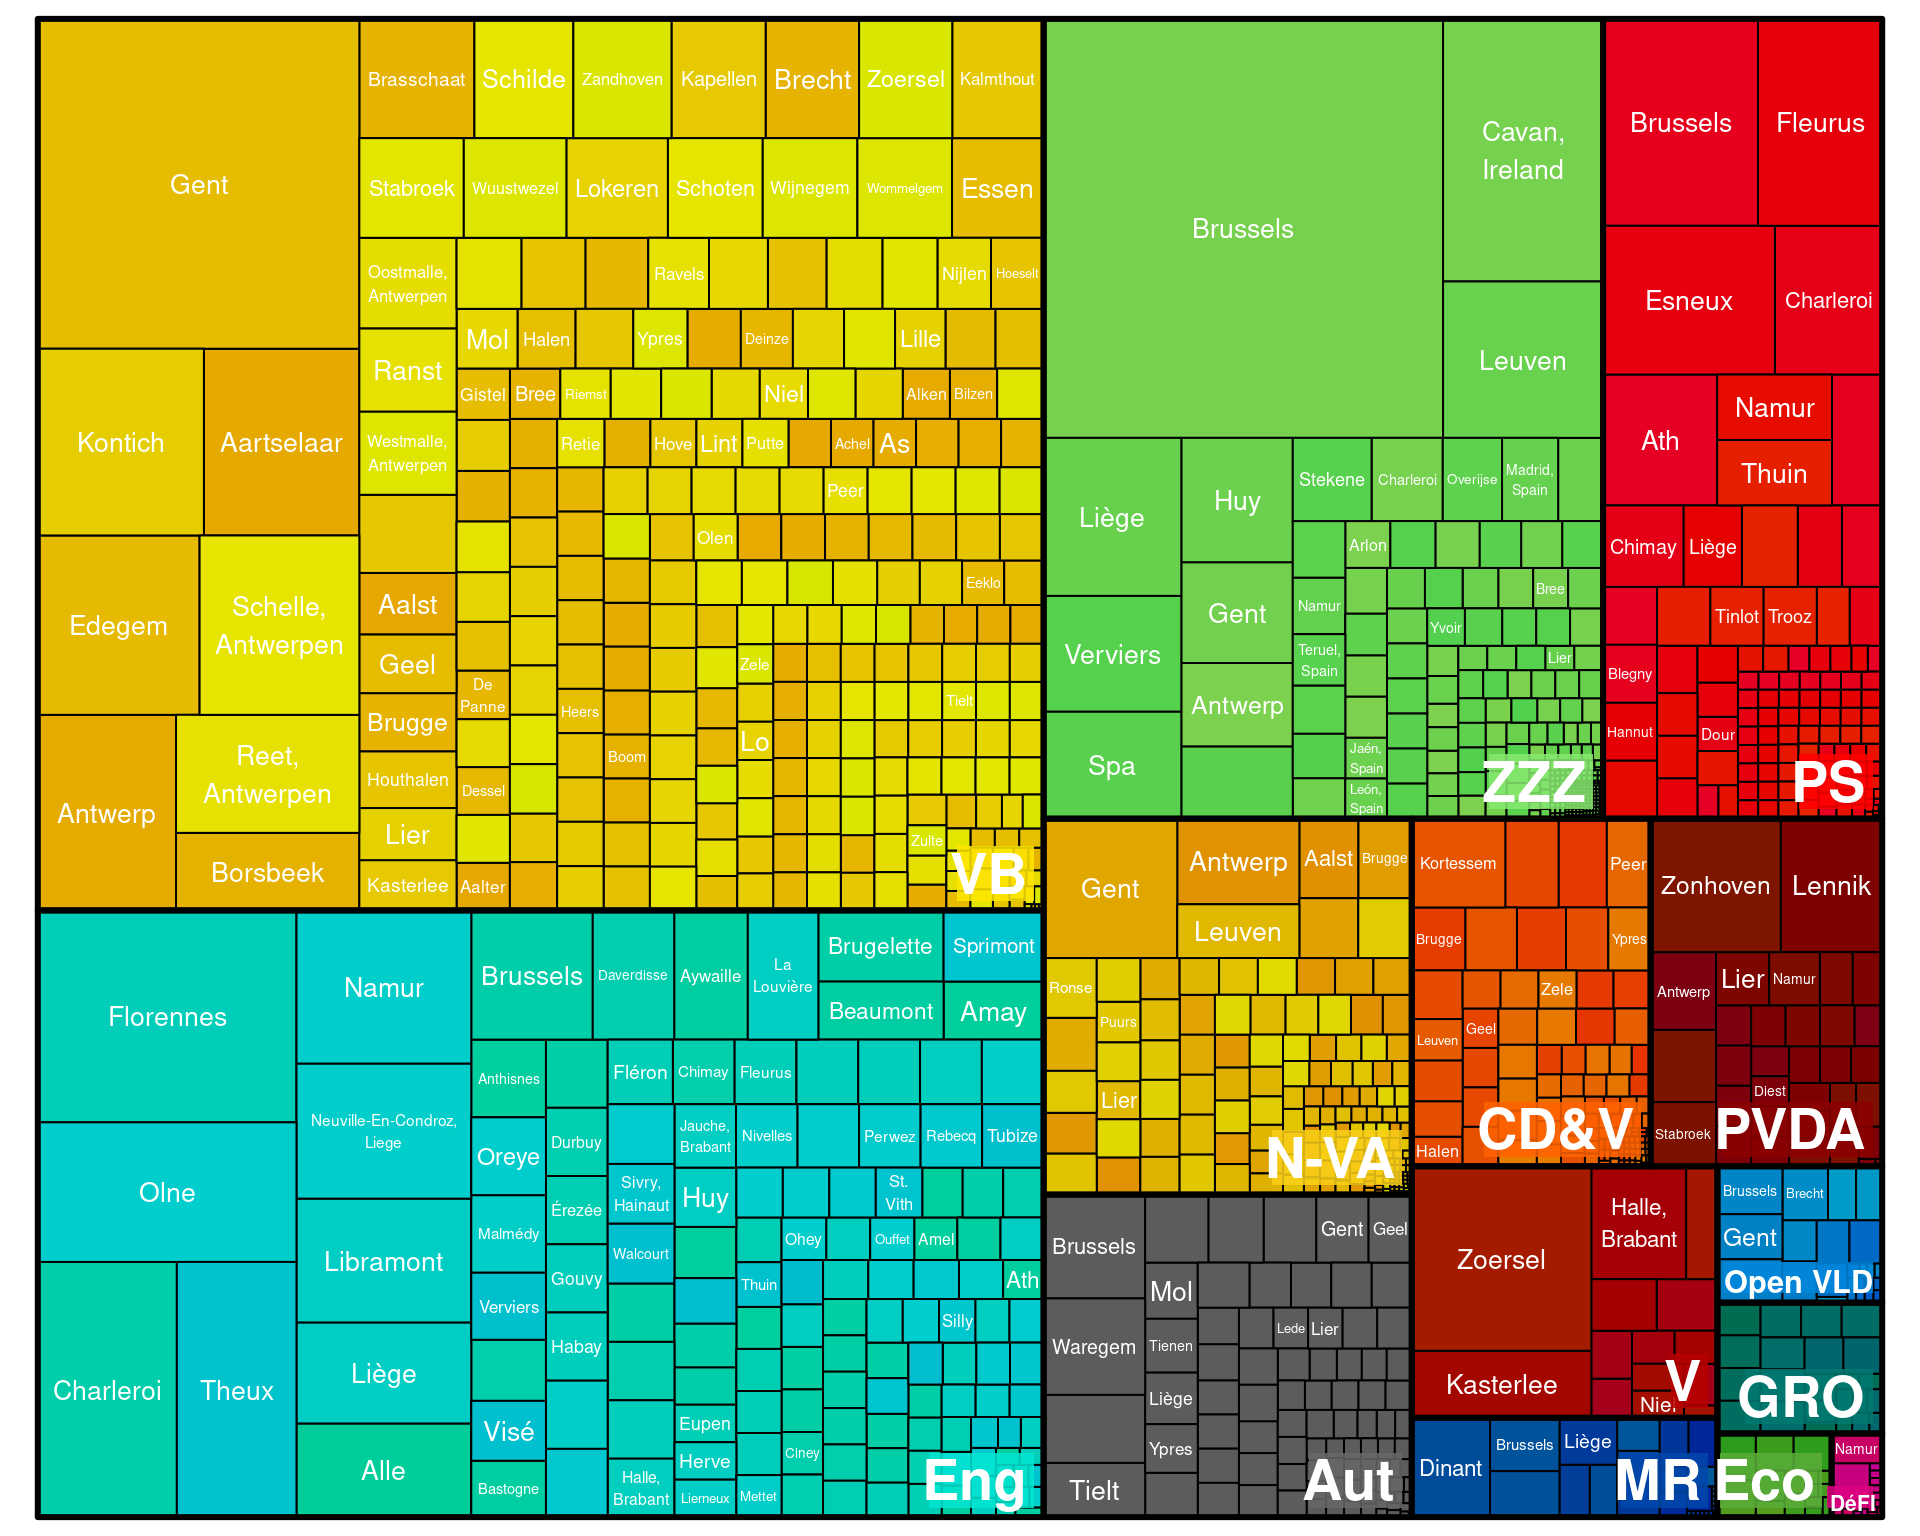 Gent
Brasschaat
Schilde
Zandhoven
Kapellen
Brecht
Zoersel
Kalmthout
Stabroek
Wuustwezel
Lokeren
Schoten
Wijnegem
Wommelgem
Essen
Oostmalle,
Antwerpen
Ravels
Nijlen
Hoeselt
Ranst
Mol
Halen
Ypres
Deinze
Lille
Kontich
Aartselaar
Westmalle,
Antwerpen
Gistel
Bree
Riemst
Niel
Alken
Bilzen
Retie
Hove
Lint
Putte
Achel
As
Peer
Olen
Eeklo
Edegem
Schelle,
Antwerpen
Aalst
Geel
Zele
De
Panne
Heers
Tielt
Brugge
Lo
Boom
Antwerp
Reet,
Antwerpen
Houthalen
Dessel
Borsbeek
Lier
Zulte
Kasterlee
Aalter
VB
Brussels
Cavan,
Ireland
Leuven
Liège
Huy
Stekene
Charleroi
Overijse
Madrid,
Spain
Arlon
Bree
Gent
Namur
Yvoir
Verviers
Teruel,
Spain
Lier
Antwerp
Spa
Jaén,
Spain
León,
Spain
ZZZ
Brussels
Fleurus
Esneux
Charleroi
Ath
Namur
Thuin
Chimay
Liège
Tinlot
Trooz
Blegny
Hannut
Dour
PS
Florennes
Namur
Brussels
Daverdisse
Aywaille
La
Louvière
Brugelette
Sprimont
Beaumont
Amay
Olne
Neuville-En-Condroz,
Liege
Anthisnes
Fléron
Chimay
Fleurus
Oreye
Durbuy
Jauche,
Brabant
Nivelles
Perwez
Rebecq
Tubize
Sivry,
Hainaut
Huy
St.
Vith
Libramont
Malmédy
Érezée
Walcourt
Ohey
Ouffet
Amel
Charleroi
Theux
Verviers
Gouvy
Thuin
Ath
Liège
Habay
Silly
Alle
Visé
Eupen
Herve
Ciney
Bastogne
Halle,
Brabant
Lierneux
Mettet
Eng
Gent
Antwerp
Aalst
Brugge
Leuven
Ronse
Puurs
Lier
N-VA
Kortessem
Peer
Brugge
Ypres
Zele
Leuven
Geel
Halen
CD&V
Zonhoven
Lennik
Antwerp
Lier
Namur
Diest
Stabroek
PVDA
Brussels
Gent
Geel
Mol
Waregem
Tienen
Lede
Lier
Liège
Ypres
Tielt
Aut
Zoersel
Halle,
Brabant
Kasterlee
V
Brussels
Brecht
Gent
Open VLD
GRO
Dinant
Brussels
Liège
MR
Eco
Namur
DéFI